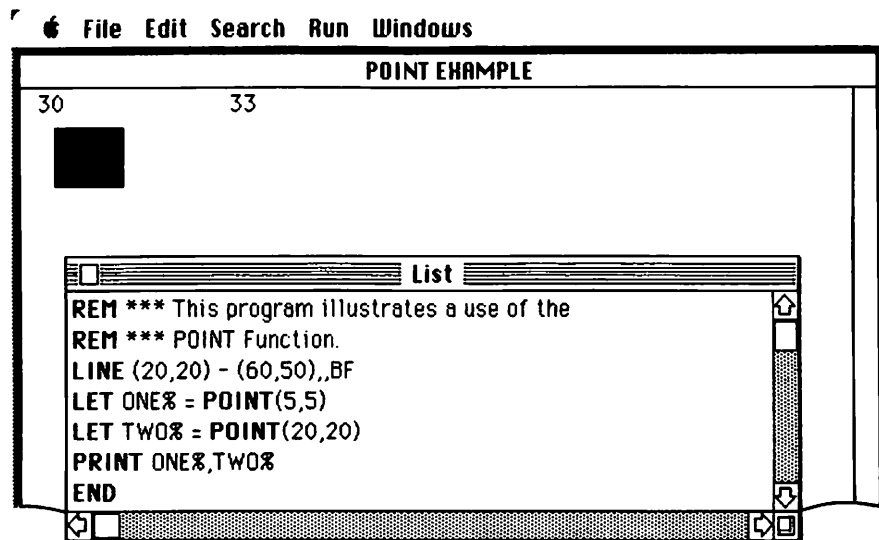 File Edit Search Run Windows
POINT EXAMPLE
30 33
List
REM *** This program illustrates a use of the
REM *** POINT Function.
LINE (20,20) - (60,50),,BF
LET ONE% = POINT(5,5)
LET TWO% = POINT(20,20)
PRINT ONE%,TWO%
END